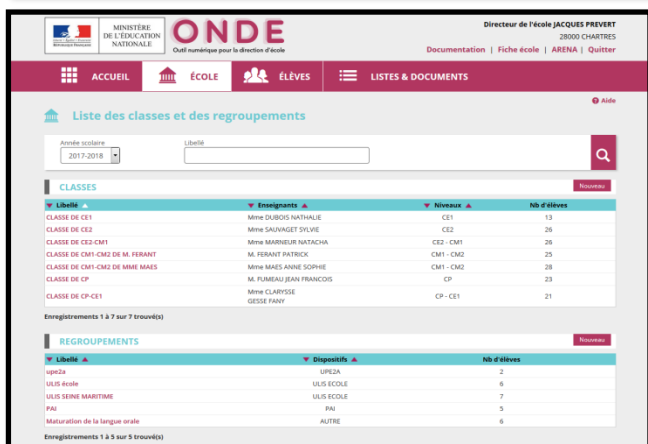 MINISTÈRE
DE L'ÉDUCATION
NATIONALE
ONDE
Outil numérique pour la direction d'école
Directeur de l'école JACQUES PREVERT
28000 CHARTRES
Documentation | Fiche école | ARENA | Quitter
ACCUEIL ÉCOLE ÉLÈVES LISTES & DOCUMENTS
Aide
Liste des classes et des regroupements
Année scolaire Libellé
2017-2018
CLASSES Nouveau
Libellé Enseignants Niveaux Nb d'élèves
CLASSE DE CE1 Mme DUBOIS NATHALIE CE1 13
CLASSE DE CE2 Mme SAUVAGET SYLVIE CE2 26
CLASSE DE CE2-CM1 Mme MARNEUR NATACHA CE2 - CM1 26
CLASSE DE CM1-CM2 DE M. FERANT M. FERANT PATRICK CM1 - CM2 25
CLASSE DE CM1-CM2 DE MME MAES Mme MAES ANNE SOPHIE CM1 - CM2 28
CLASSE DE CP M. FUMEAU JEAN FRANCOIS CP 23
CLASSE DE CP-CE1 Mme CLARYSSE GESSE FANY CP - CE1 21
Enregistrements 1 à 7 sur 7 trouvé(s)
REGROUPEMENTS Nouveau
Libellé Dispositifs Nb d'élèves
upe2a UPE2A 2
ULIS école ULIS ECOLE 6
ULIS SEINE MARITIME ULIS ECOLE 7
PAI PAI 5
Maturation de la langue orale AUTRE 6
Enregistrements 1 à 5 sur 5 trouvé(s)